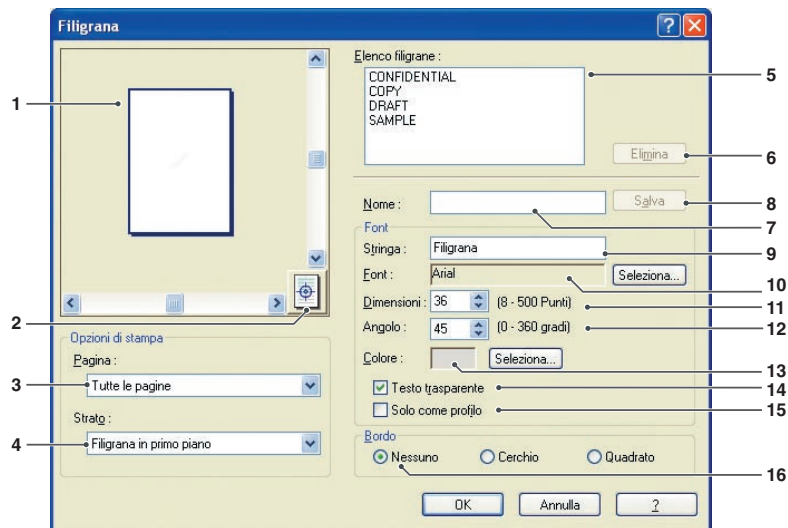 Filigrana
1
2
Opzioni di stampa
Pagina :
3
Tutte le pagine
Strato :
4
Filigrana in primo piano
Elenco filigrane :
CONFIDENTIAL
COPY
DRAFT
SAMPLE
5
Elimina
6
Nome :
Salva
8
7
Font
Stringa : Filigrana
9
Font : Arial Seleziona...
10
Dimensioni : 36 (8 - 500 Punti)
11
Angolo : 45 (0 - 360 gradi)
12
Colore : Seleziona...
13
Testo trasparente
14
Solo come profilo
15
Bordo
Nessuno Cerchio Quadrato
16
OK Annulla ?